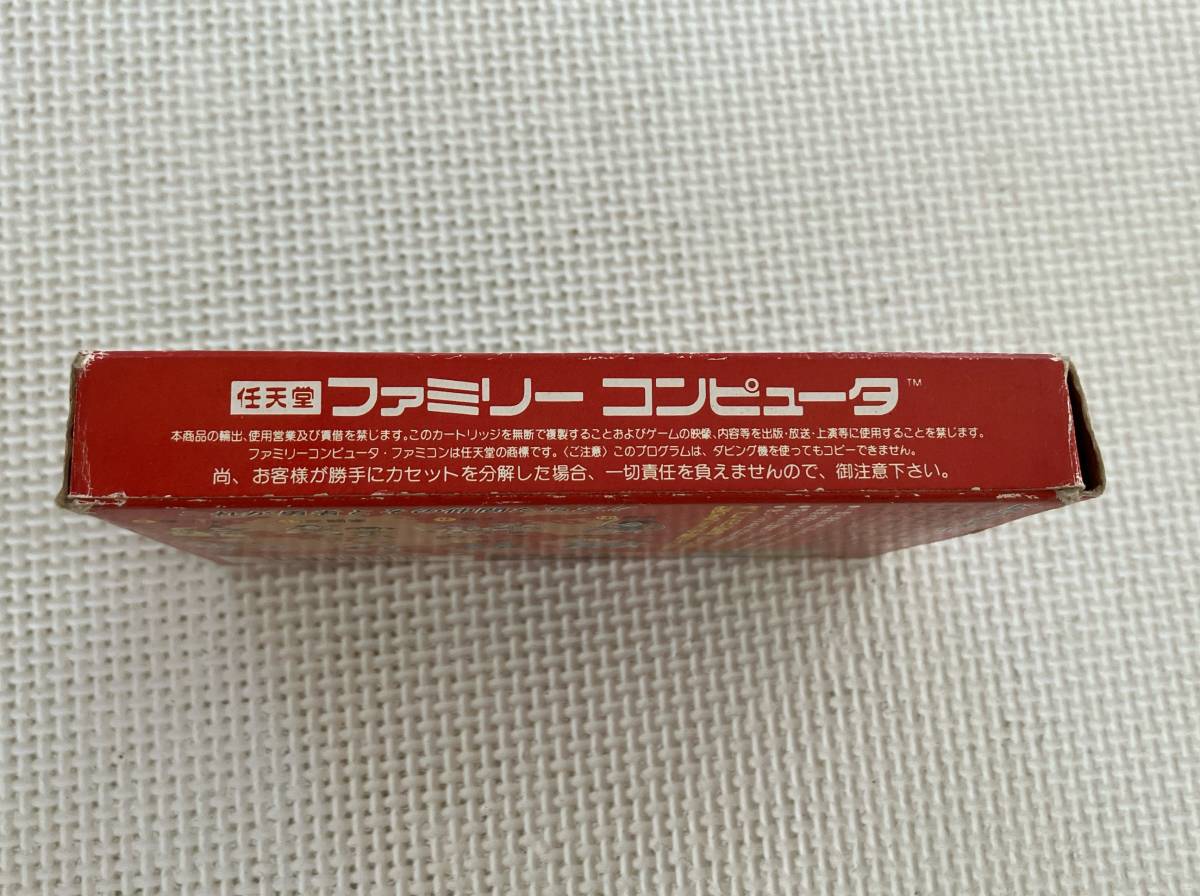 任天堂 ファミリー コンピュータ™
本商品の輸出、使用営業及び賃借を禁じます。このカートリッジを無断で複製することおよびゲームの映像、内容等を出版・放送・上演等に使用することを禁じます。
ファミリーコンピュータ・ファミコンは任天堂の商標です。〈ご注意〉このプログラムは、ダビング機を使ってもコピーできません。
尚、お客様が勝手にカセットを分解した場合、一切責任を負えませんので、御注意下さい。